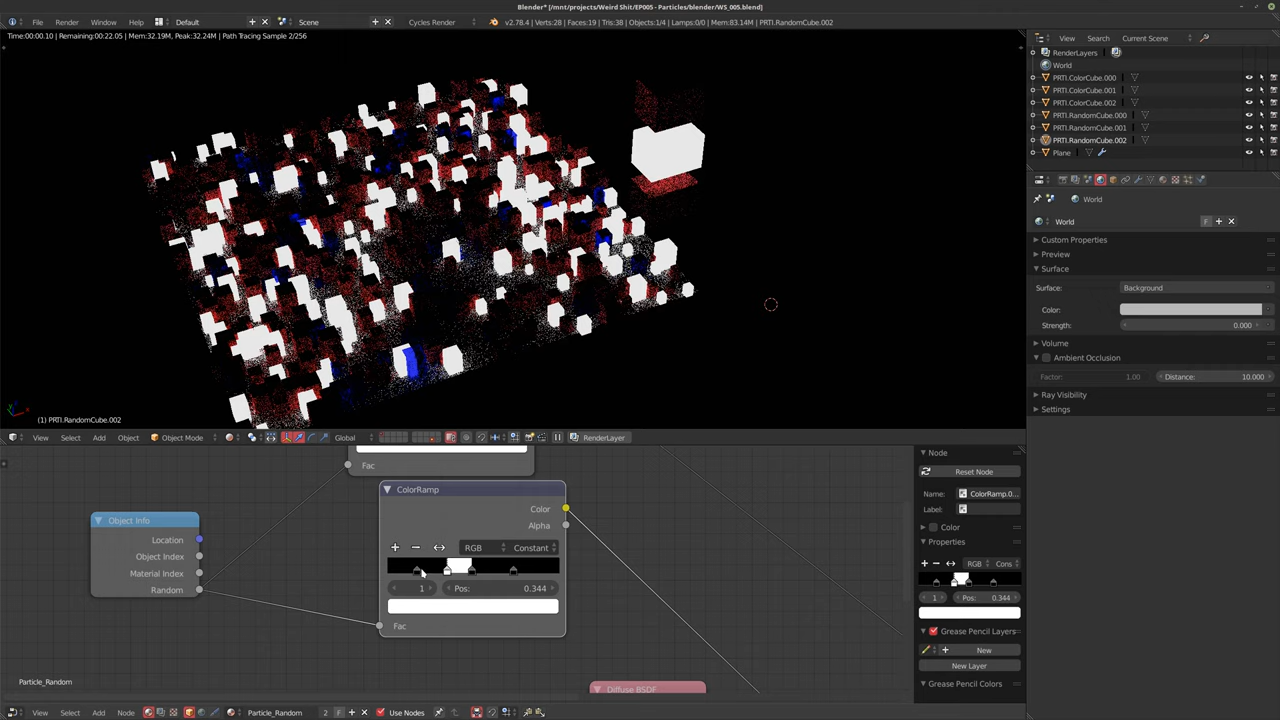 Blender* [/mnt/projects/Weird Shit/EP005 - Particles/blender/WS_005.blend]
File Render Window Help Default Scene Cycles Render v2.78.4 | Verts:28 | Faces:19 | Tris:38 | Objects:1/4 | Lamps:0/0 | Mem:83.14M | PRTI.RandomCube.002
Time:00:00.10 | Remaining:00:22.05 | Mem:32.19M, Peak:32.24M | Path Tracing Sample 2/256
View Search Current Scene
RenderLayers
World
PRTI.ColorCube.000
PRTI.ColorCube.001
PRTI.ColorCube.002
PRTI.RandomCube.000
PRTI.RandomCube.001
PRTI.RandomCube.002
Plane
World
World F
Custom Properties
Preview
Surface
Surface: Background
Color:
Strength: 0.000
Volume
Ambient Occlusion
Factor: 1.00 Distance: 10.000
Ray Visibility
Settings
(1) PRTI.RandomCube.002
View Select Add Object Object Mode Global RenderLayer
Fac
ColorRamp
Color
Alpha
RGB Constant
1 Pos: 0.344
Fac
Object Info
Location
Object Index
Material Index
Random
Diffuse BSDF
Particle_Random
Node
Reset Node
Name: ColorRamp.0...
Label:
Color
Properties
RGB Cons
1 Pos: 0.344
Grease Pencil Layers
New
New Layer
Grease Pencil Colors
View Select Add Node Particle_Random 2 F Use Nodes